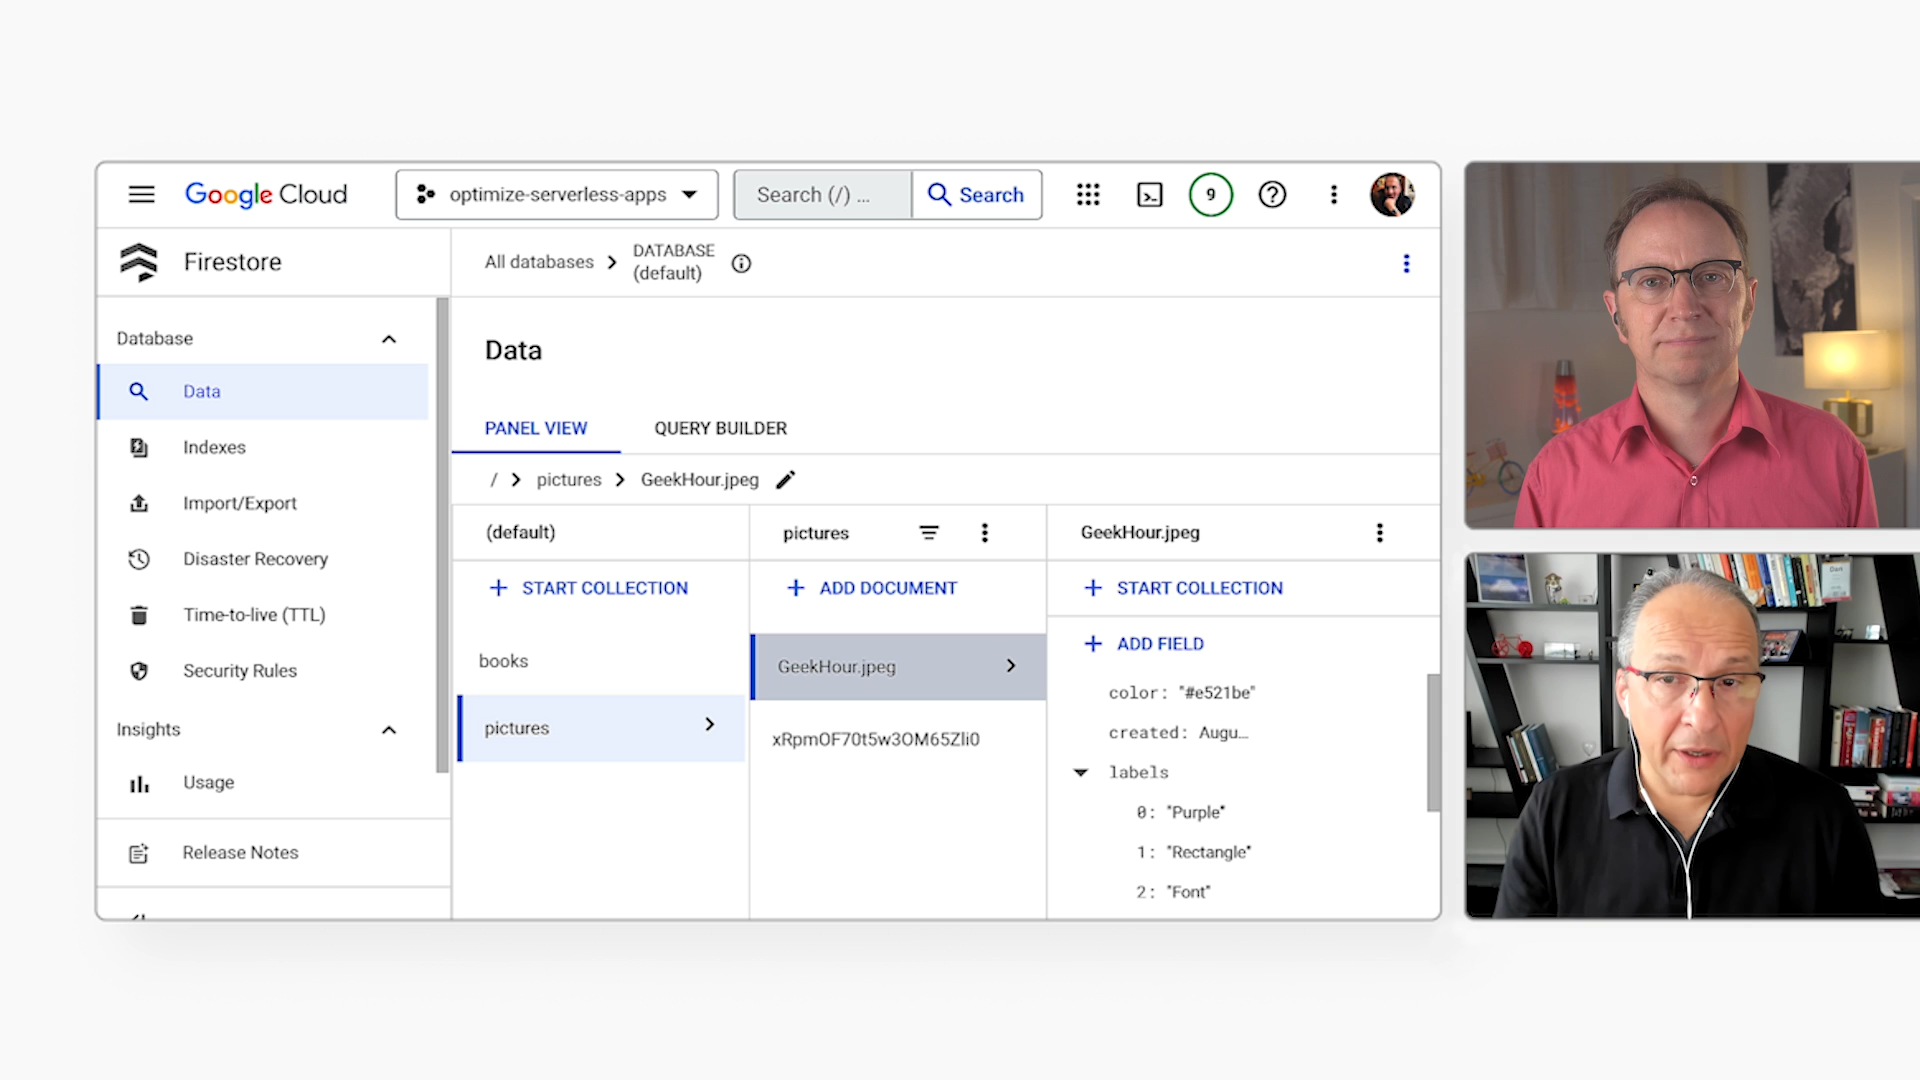 Google Cloud
optimize-serverless-apps
Search (/) ...
Search
9
Firestore
All databases
DATABASE
(default)
Database
Data
Indexes
Import/Export
Disaster Recovery
Time-to-live (TTL)
Security Rules
Insights
Usage
Release Notes
Data
PANEL VIEW
QUERY BUILDER
/ pictures GeekHour.jpeg
(default)
START COLLECTION
books
pictures
pictures
ADD DOCUMENT
GeekHour.jpeg
xRpmOF70t5w3OM65Zli0
GeekHour.jpeg
START COLLECTION
ADD FIELD
color: "#e521be"
created: Augu...
labels
0: "Purple"
1: "Rectangle"
2: "Font"
Dan